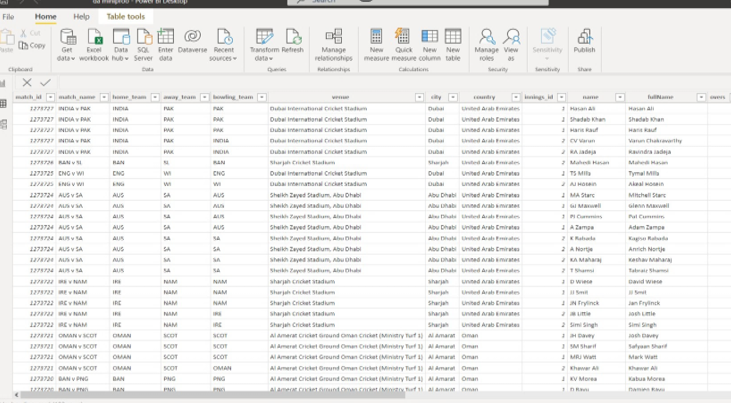 da miniproj - Power BI Desktop
Search
File Home Help Table tools
Paste Cut Copy
Get data Excel workbook Data hub SQL Server Enter data Dataverse Recent sources Transform data Refresh Manage relationships New measure Quick measure New column New table Manage roles View as Sensitivity Publish
Clipboard Data Queries Relationships Calculations Security Sensitivity Share
match_id match_name home_team away_team bowling_team venue city country innings_id name fullName overs
1273727 INDIA v PAK INDIA PAK PAK Dubai International Cricket Stadium Dubai United Arab Emirates 1 Hasan Ali Hasan Ali
1273727 INDIA v PAK INDIA PAK PAK Dubai International Cricket Stadium Dubai United Arab Emirates 1 Shadab Khan Shadab Khan
1273727 INDIA v PAK INDIA PAK PAK Dubai International Cricket Stadium Dubai United Arab Emirates 1 Haris Rauf Haris Rauf
1273727 INDIA v PAK INDIA PAK INDIA Dubai International Cricket Stadium Dubai United Arab Emirates 2 CV Varun Varun Chakravarthy
1273727 INDIA v PAK INDIA PAK INDIA Dubai International Cricket Stadium Dubai United Arab Emirates 2 RA Jadeja Ravindra Jadeja
1273726 BAN v SL BAN SL BAN Sharjah Cricket Stadium Sharjah United Arab Emirates 2 Mahedi Hasan Mahedi Hasan
1273725 ENG v WI ENG WI ENG Dubai International Cricket Stadium Dubai United Arab Emirates 1 TS Mills Tymal Mills
1273725 ENG v WI ENG WI WI Dubai International Cricket Stadium Dubai United Arab Emirates 2 AJ Hosein Akeal Hosein
1273724 AUS v SA AUS SA AUS Sheikh Zayed Stadium, Abu Dhabi Abu Dhabi United Arab Emirates 1 MA Starc Mitchell Starc
1273724 AUS v SA AUS SA AUS Sheikh Zayed Stadium, Abu Dhabi Abu Dhabi United Arab Emirates 1 GJ Maxwell Glenn Maxwell
1273724 AUS v SA AUS SA AUS Sheikh Zayed Stadium, Abu Dhabi Abu Dhabi United Arab Emirates 1 PJ Cummins Pat Cummins
1273724 AUS v SA AUS SA AUS Sheikh Zayed Stadium, Abu Dhabi Abu Dhabi United Arab Emirates 1 A Zampa Adam Zampa
1273724 AUS v SA AUS SA SA Sheikh Zayed Stadium, Abu Dhabi Abu Dhabi United Arab Emirates 2 K Rabada Kagiso Rabada
1273724 AUS v SA AUS SA SA Sheikh Zayed Stadium, Abu Dhabi Abu Dhabi United Arab Emirates 2 A Nortje Anrich Nortje
1273724 AUS v SA AUS SA SA Sheikh Zayed Stadium, Abu Dhabi Abu Dhabi United Arab Emirates 2 KA Maharaj Keshav Maharaj
1273724 AUS v SA AUS SA SA Sheikh Zayed Stadium, Abu Dhabi Abu Dhabi United Arab Emirates 2 T Shamsi Tabraiz Shamsi
1273722 IRE v NAM IRE NAM NAM Sharjah Cricket Stadium Sharjah United Arab Emirates 1 D Wiese David Wiese
1273722 IRE v NAM IRE NAM NAM Sharjah Cricket Stadium Sharjah United Arab Emirates 1 JJ Smit JJ Smit
1273722 IRE v NAM IRE NAM NAM Sharjah Cricket Stadium Sharjah United Arab Emirates 1 JN Frylinck Jan Frylinck
1273722 IRE v NAM IRE NAM IRE Sharjah Cricket Stadium Sharjah United Arab Emirates 2 JB Little Josh Little
1273722 IRE v NAM IRE NAM IRE Sharjah Cricket Stadium Sharjah United Arab Emirates 2 Simi Singh Simi Singh
1273721 OMAN v SCOT OMAN SCOT SCOT Al Amerat Cricket Ground Oman Cricket (Ministry Turf 1) Al Amarat Oman 1 JH Davey Josh Davey
1273721 OMAN v SCOT OMAN SCOT SCOT Al Amerat Cricket Ground Oman Cricket (Ministry Turf 1) Al Amarat Oman 1 SM Sharif Safyaan Sharif
1273721 OMAN v SCOT OMAN SCOT SCOT Al Amerat Cricket Ground Oman Cricket (Ministry Turf 1) Al Amarat Oman 1 MRJ Watt Mark Watt
1273721 OMAN v SCOT OMAN SCOT OMAN Al Amerat Cricket Ground Oman Cricket (Ministry Turf 1) Al Amarat Oman 2 Khawar Ali Khawar Ali
1273720 BAN v PNG BAN PNG PNG Al Amerat Cricket Ground Oman Cricket (Ministry Turf 1) Al Amarat Oman 1 KV Morea Kabua Morea
1273720 BAN v PNG BAN PNG PNG Al Amerat Cricket Ground Oman Cricket (Ministry Turf 1) Al Amarat Oman 1 D Ravu Damien Ravu